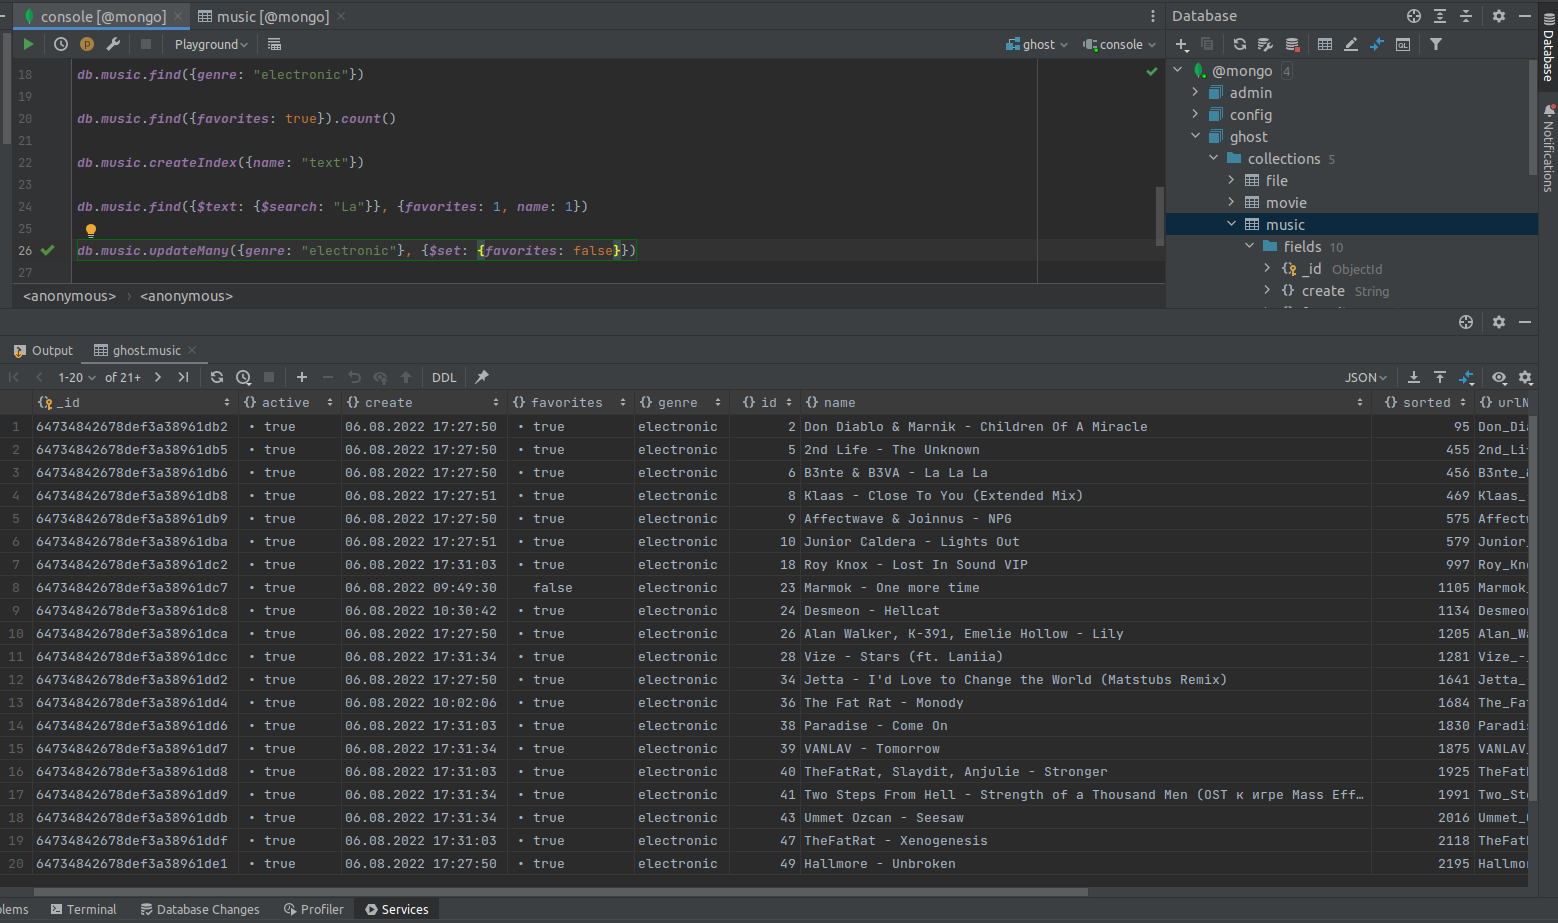 console [@mongo]
music [@mongo]
Database
Playground
ghost
console
18 db.music.find({genre: "electronic"})
19
20 db.music.find({favorites: true}).count()
21
22 db.music.createIndex({name: "text"})
23
24 db.music.find({$text: {$search: "La"}}, {favorites: 1, name: 1})
25
26 db.music.updateMany({genre: "electronic"}, {$set: {favorites: false}})
27
<anonymous> › <anonymous>
@mongo 4
admin
config
ghost
collections 5
file
movie
music
fields 10
_id ObjectId
create String
Database
Notifications
Output
ghost.music
1-20 of 21+
DDL
JSON
_id active create favorites genre id name sorted urlN
1 64734842678def3a38961db2 • true 06.08.2022 17:27:50 • true electronic 2 Don Diablo & Marnik - Children Of A Miracle 95 Don_Dia
2 64734842678def3a38961db5 • true 06.08.2022 17:27:50 • true electronic 5 2nd Life - The Unknown 455 2nd_Lif
3 64734842678def3a38961db6 • true 06.08.2022 17:27:50 • true electronic 6 B3nte & B3VA - La La La 456 B3nte_&
4 64734842678def3a38961db8 • true 06.08.2022 17:27:51 • true electronic 8 Klaas - Close To You (Extended Mix) 469 Klaas_
5 64734842678def3a38961db9 • true 06.08.2022 17:27:50 • true electronic 9 Affectwave & Joinnus - NPG 575 Affectw
6 64734842678def3a38961dba • true 06.08.2022 17:27:51 • true electronic 10 Junior Caldera - Lights Out 579 Junior_
7 64734842678def3a38961dc2 • true 06.08.2022 17:31:03 • true electronic 18 Roy Knox - Lost In Sound VIP 997 Roy_Kno
8 64734842678def3a38961dc7 • true 06.08.2022 09:49:30 false electronic 23 Marmok - One more time 1105 Marmok_
9 64734842678def3a38961dc8 • true 06.08.2022 10:30:42 • true electronic 24 Desmeon - Hellcat 1134 Desmeon
10 64734842678def3a38961dca • true 06.08.2022 17:27:50 • true electronic 26 Alan Walker, K-391, Emelie Hollow - Lily 1205 Alan_Wa
11 64734842678def3a38961dcc • true 06.08.2022 17:31:34 • true electronic 28 Vize - Stars (ft. Laniia) 1281 Vize_-_
12 64734842678def3a38961dd2 • true 06.08.2022 17:27:50 • true electronic 34 Jetta - I'd Love to Change the World (Matstubs Remix) 1641 Jetta_
13 64734842678def3a38961dd4 • true 06.08.2022 10:02:06 • true electronic 36 The Fat Rat - Monody 1684 The_Fat
14 64734842678def3a38961dd6 • true 06.08.2022 17:31:03 • true electronic 38 Paradise - Come On 1830 Paradis
15 64734842678def3a38961dd7 • true 06.08.2022 17:31:34 • true electronic 39 VANLAV - Tomorrow 1875 VANLAV_
16 64734842678def3a38961dd8 • true 06.08.2022 17:31:03 • true electronic 40 TheFatRat, Slaydit, Anjulie - Stronger 1925 TheFatR
17 64734842678def3a38961dd9 • true 06.08.2022 17:31:34 • true electronic 41 Two Steps From Hell - Strength of a Thousand Men (OST к игре Mass Eff… 1991 Two_Ste
18 64734842678def3a38961ddb • true 06.08.2022 17:31:34 • true electronic 43 Ummet Ozcan - Seesaw 2016 Ummet_O
19 64734842678def3a38961ddf • true 06.08.2022 17:31:03 • true electronic 47 TheFatRat - Xenogenesis 2118 TheFatR
20 64734842678def3a38961de1 • true 06.08.2022 17:27:50 • true electronic 49 Hallmore - Unbroken 2195 Hallmor
blems
Terminal
Database Changes
Profiler
Services